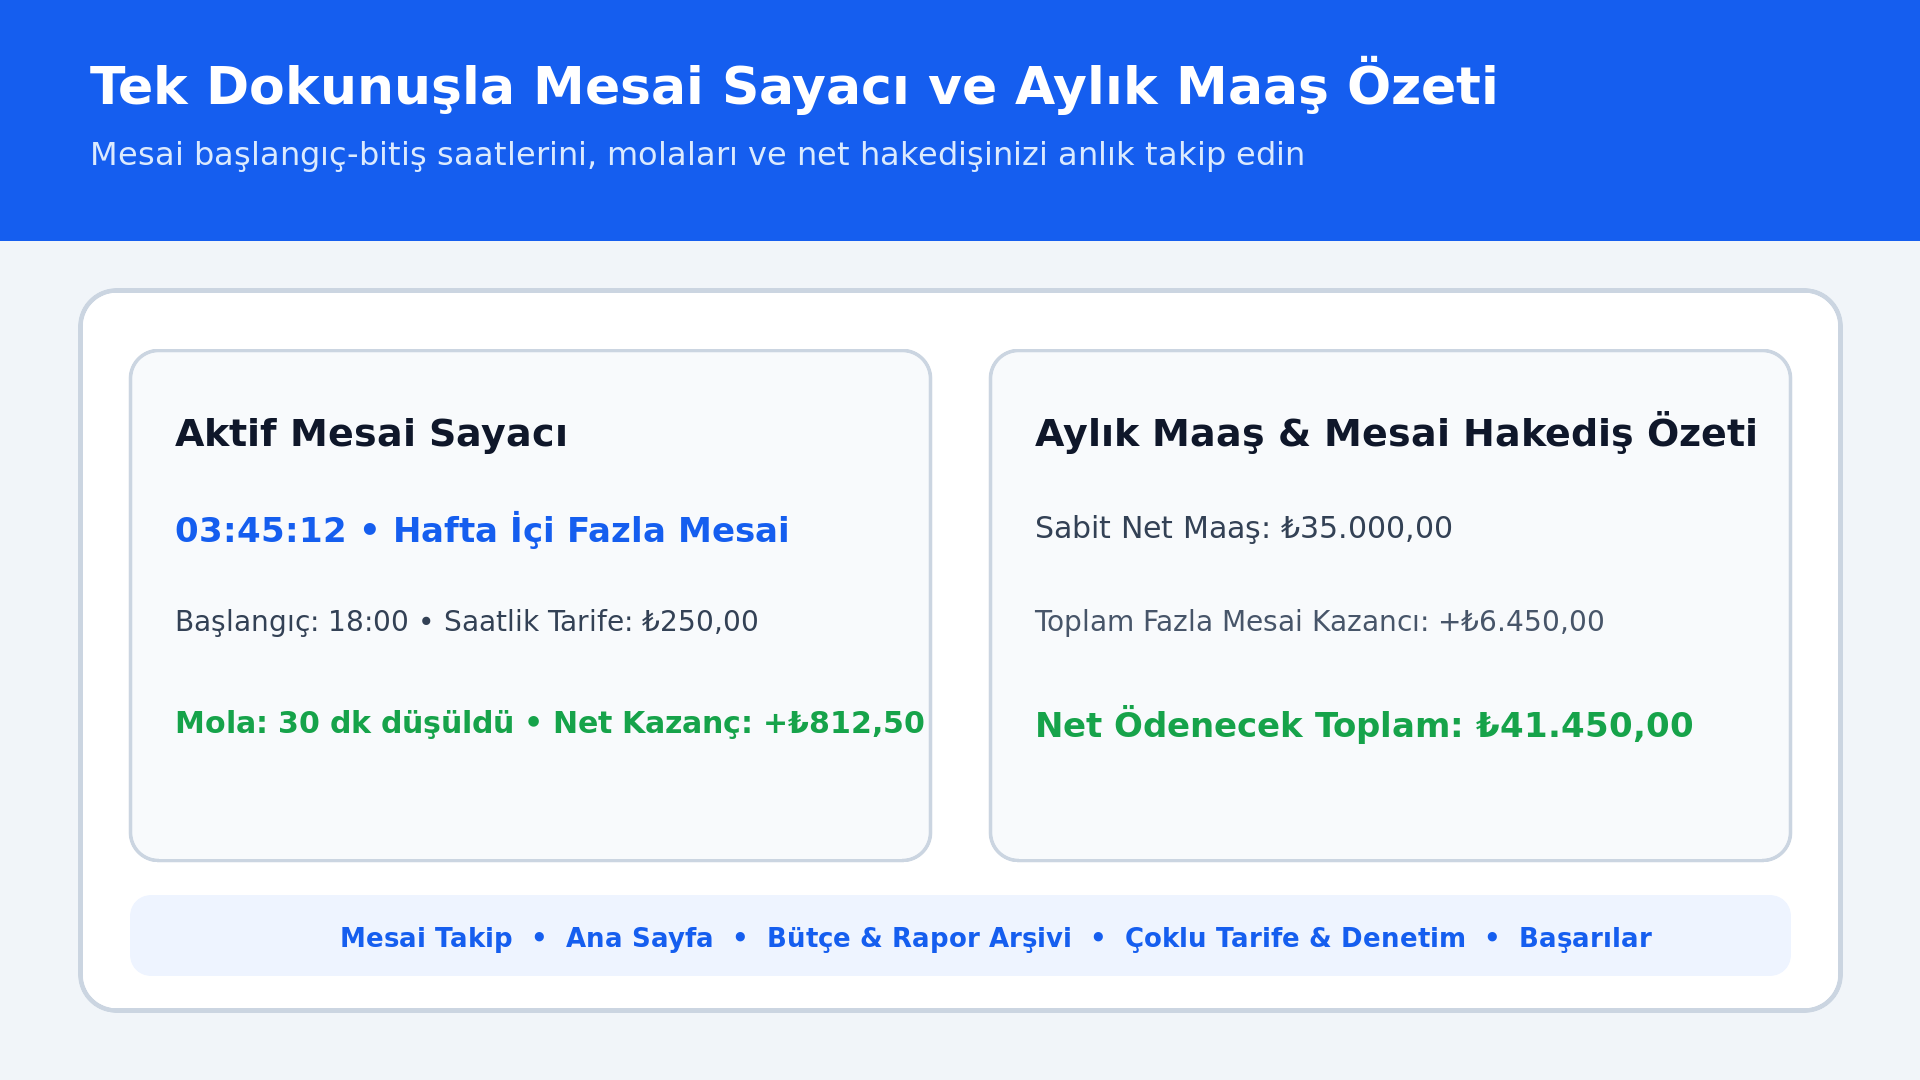 Tek Dokunuşla Mesai Sayacı ve Aylık Maaş Özeti
Mesai başlangıç-bitiş saatlerini, molaları ve net hakedişinizi anlık takip edin
Aktif Mesai Sayacı
03:45:12 • Hafta İçi Fazla Mesai
Başlangıç: 18:00 • Saatlik Tarife: ₺250,00
Mola: 30 dk düşüldü • Net Kazanç: +₺812,50
Aylık Maaş & Mesai Hakediş Özeti
Sabit Net Maaş: ₺35.000,00
Toplam Fazla Mesai Kazancı: +₺6.450,00
Net Ödenecek Toplam: ₺41.450,00
Mesai Takip • Ana Sayfa • Bütçe & Rapor Arşivi • Çoklu Tarife & Denetim • Başarılar